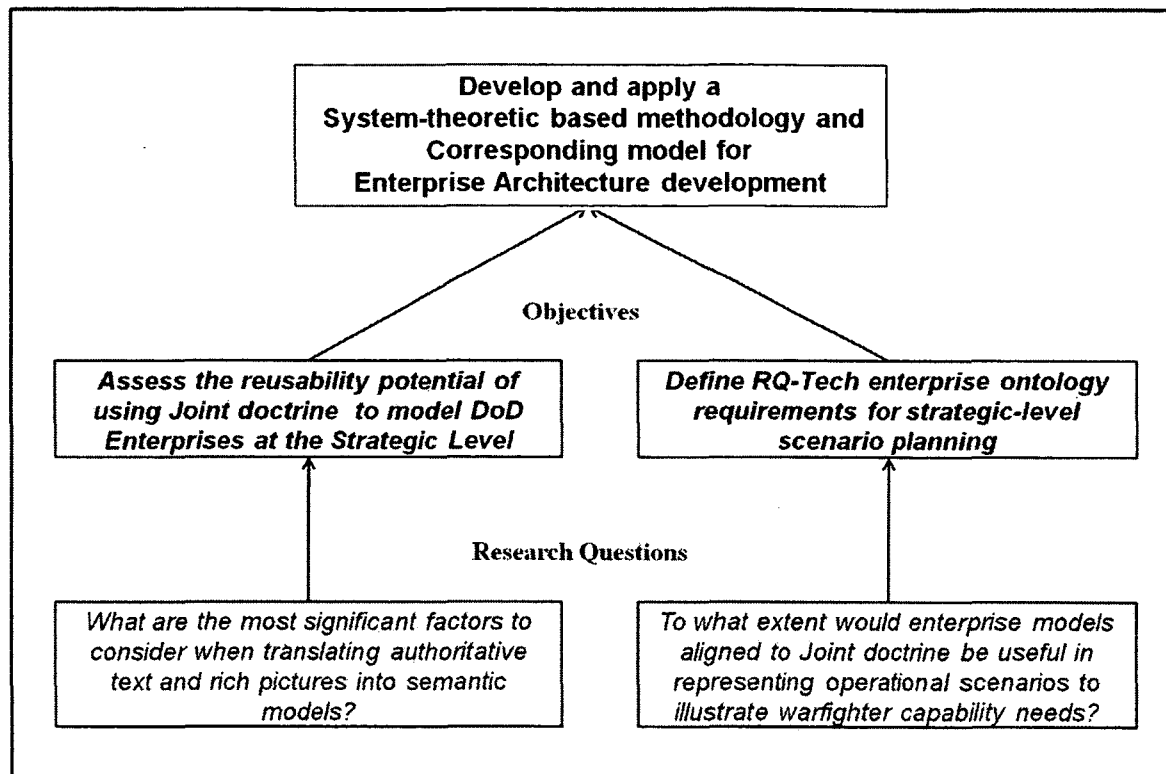 Develop and apply a
System-theoretic based methodology and
Corresponding model for
Enterprise Architecture development
Objectives
Assess the reusability potential of
using Joint doctrine to model DoD
Enterprises at the Strategic Level
Define RQ-Tech enterprise ontology
requirements for strategic-level
scenario planning
Research Questions
What are the most significant factors to
consider when translating authoritative
text and rich pictures into semantic
models?
To what extent would enterprise models
aligned to Joint doctrine be useful in
representing operational scenarios to
illustrate warfighter capability needs?